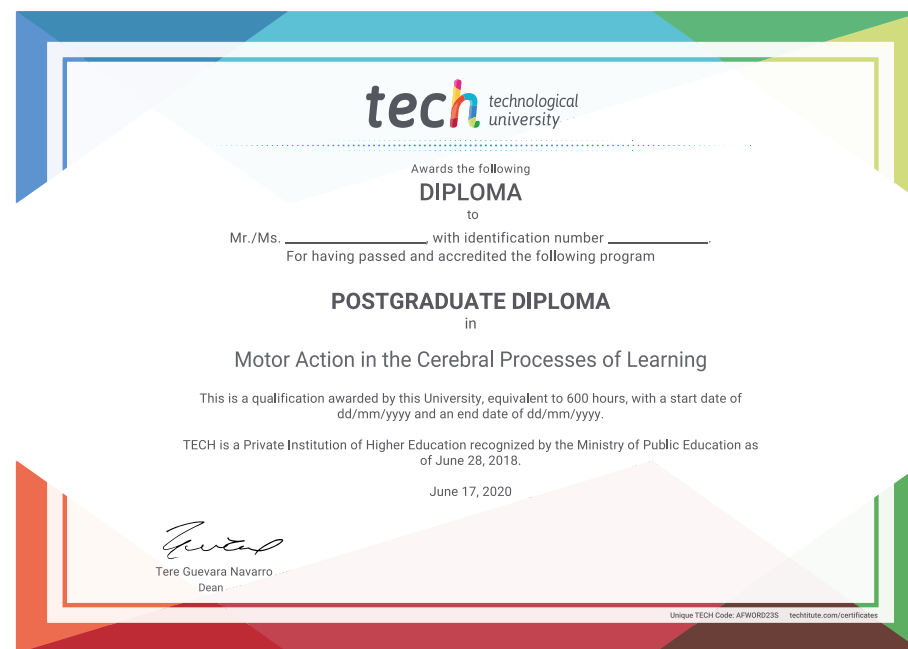 tech technological
university
Awards the following
DIPLOMA
to
Mr./Ms. ____________, with identification number ____________.
For having passed and accredited the following program
POSTGRADUATE DIPLOMA
in
Motor Action in the Cerebral Processes of Learning
This is a qualification awarded by this University, equivalent to 600 hours, with a start date of
dd/mm/yyyy and an end date of dd/mm/yyyy.
TECH is a Private Institution of Higher Education recognized by the Ministry of Public Education as
of June 28, 2018.
June 17, 2020
Tere Guevara Navarro
Dean
Unique TECH Code: AFWORD23S techtitute.com/certificates